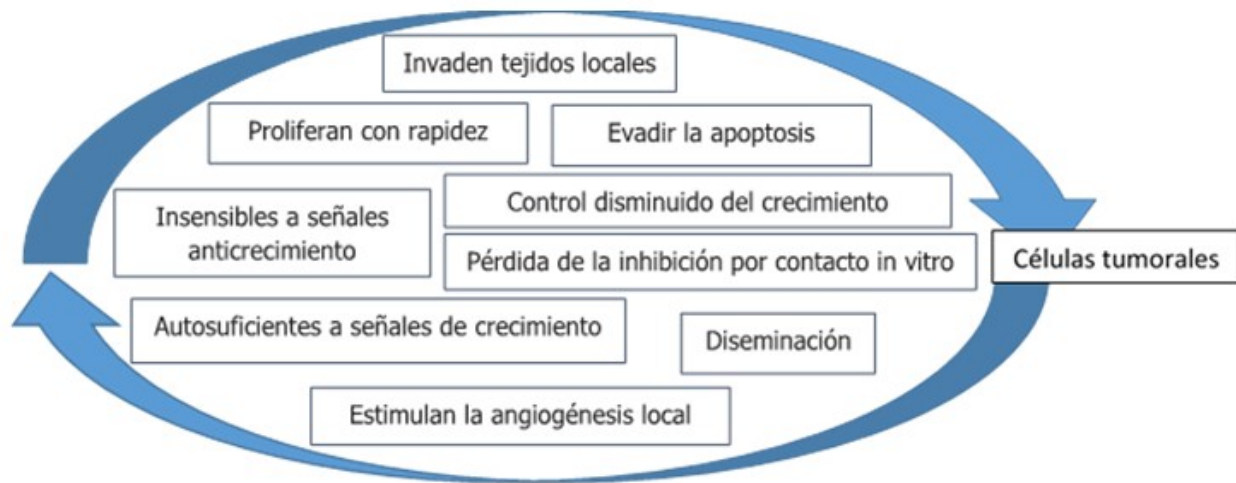 Invaden tejidos locales
Proliferan con rapidez
Evadir la apoptosis
Insensibles a señales
anticrecimiento
Control disminuido del crecimiento
Pérdida de la inhibición por contacto in vitro
Células tumorales
Autosuficientes a señales de crecimiento
Diseminación
Estimulan la angiogénesis local